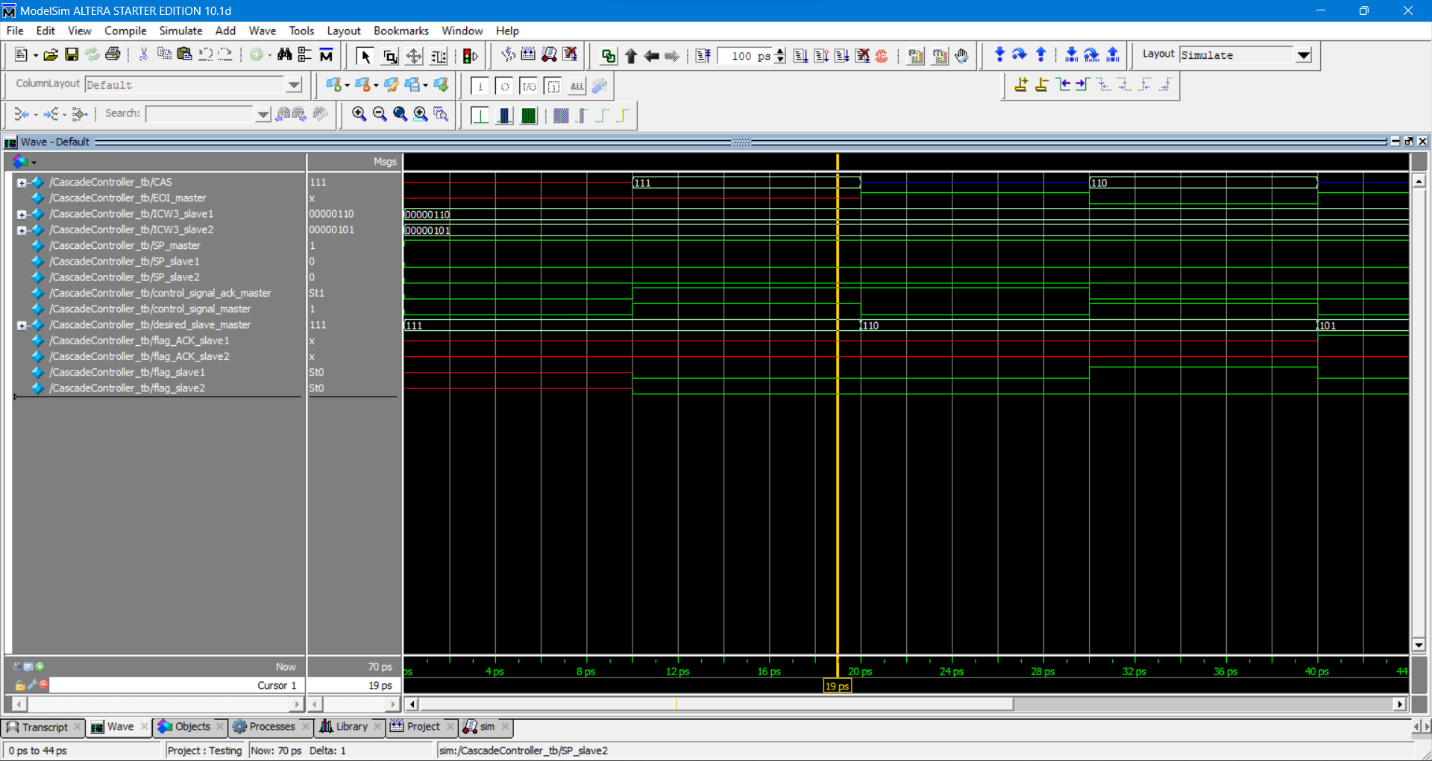 ModelSim ALTERA STARTER EDITION 10.1d
File Edit View Compile Simulate Add Wave Tools Layout Bookmarks Window Help
100 ps
Layout Simulate
ColumnLayout Default
ALL
Search:
Wave - Default
Msgs
/CascadeController_tb/CAS 111 111 110
/CascadeController_tb/EOI_master x
/CascadeController_tb/ICW3_slave1 00000110 00000110
/CascadeController_tb/ICW3_slave2 00000101 00000101
/CascadeController_tb/SP_master 1
/CascadeController_tb/SP_slave1 0
/CascadeController_tb/SP_slave2 0
/CascadeController_tb/control_signal_ack_master St1
/CascadeController_tb/control_signal_master 1
/CascadeController_tb/desired_slave_master 111 111 110 101
/CascadeController_tb/flag_ACK_slave1 x
/CascadeController_tb/flag_ACK_slave2 x
/CascadeController_tb/flag_slave1 St0
/CascadeController_tb/flag_slave2 St0
Now 70 ps ps 4 ps 8 ps 12 ps 16 ps 20 ps 24 ps 28 ps 32 ps 36 ps 40 ps 44
Cursor 1 19 ps 19 ps
Transcript Wave Objects Processes Library Project sim
0 ps to 44 ps Project : Testing Now: 70 ps Delta: 1 sim:/CascadeController_tb/SP_slave2